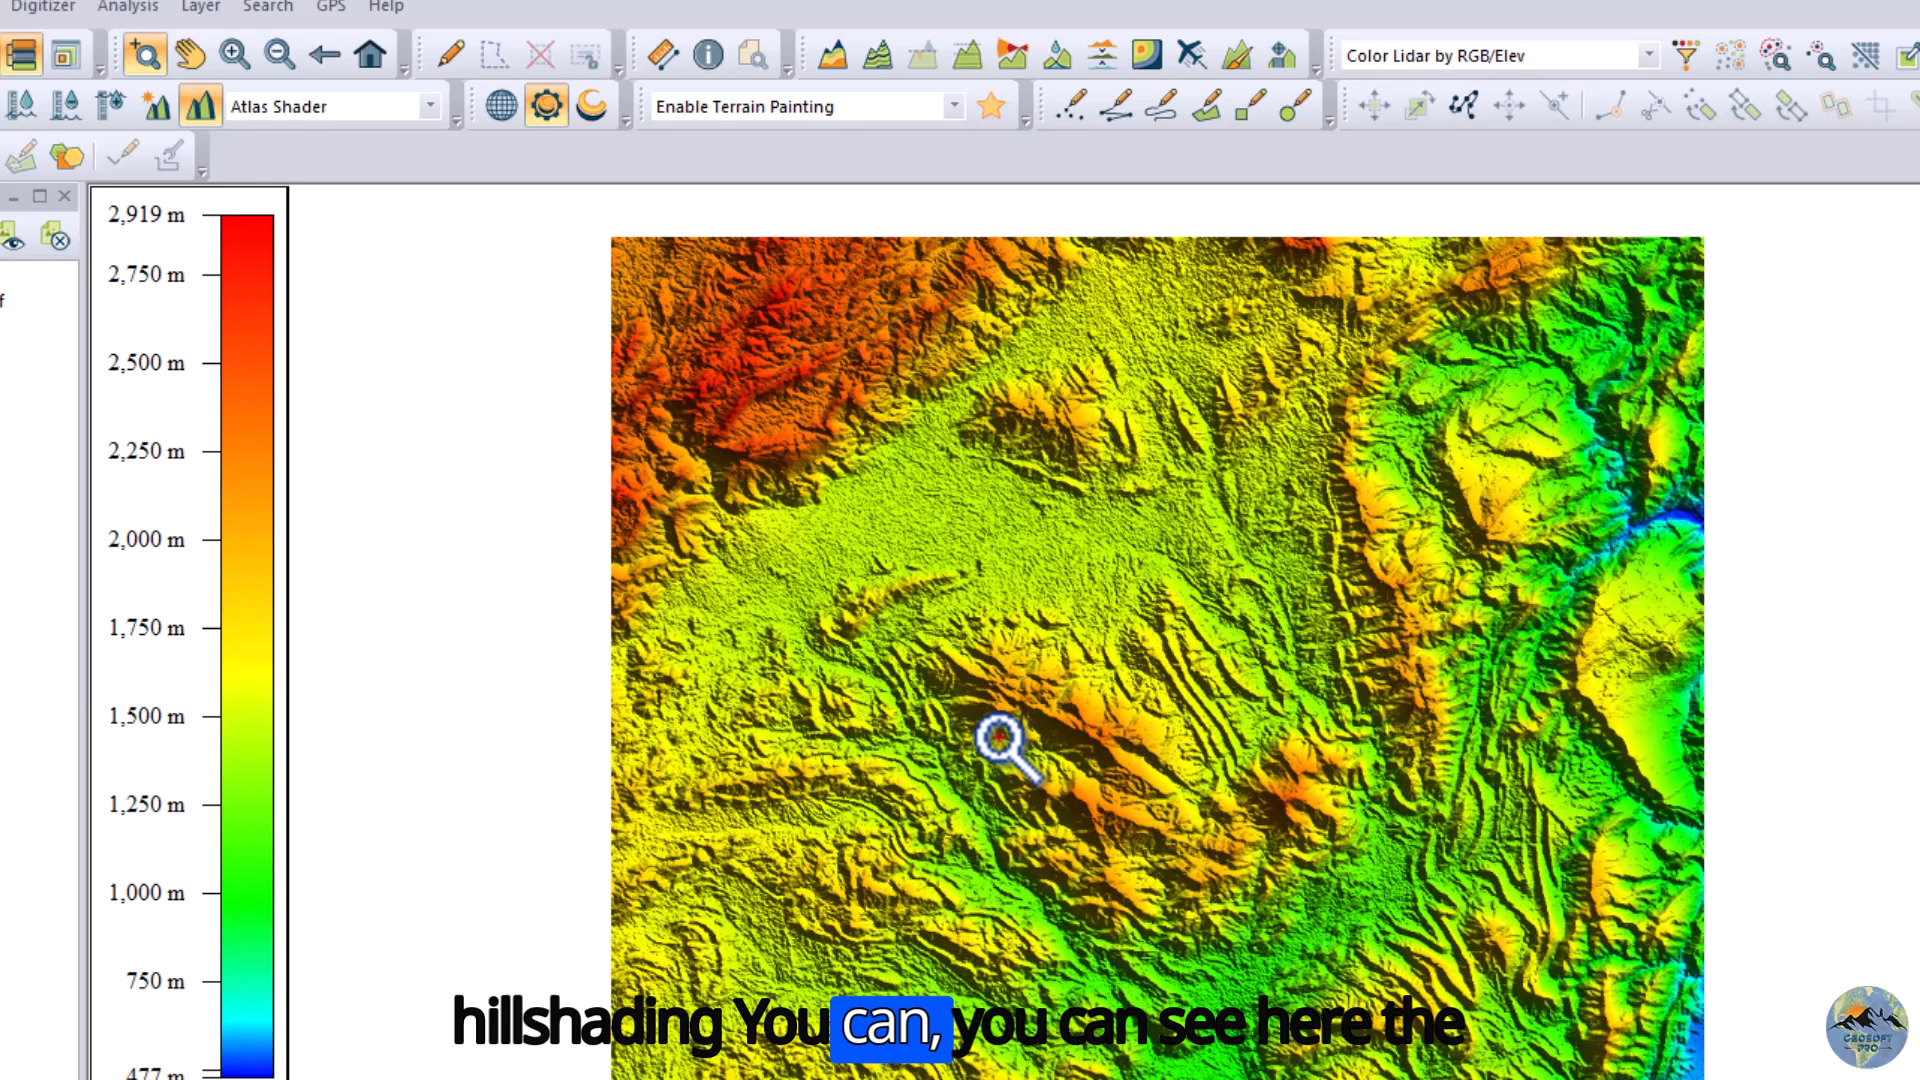 Digitizer Analysis Layer Search GPS Help
Color Lidar by RGB/Elev
Atlas Shader
Enable Terrain Painting
f
2,919 m
2,750 m
2,500 m
2,250 m
2,000 m
1,750 m
1,500 m
1,250 m
1,000 m
750 m
477 m
hillshading You can, you can see here the
GEOSOFT
PRO